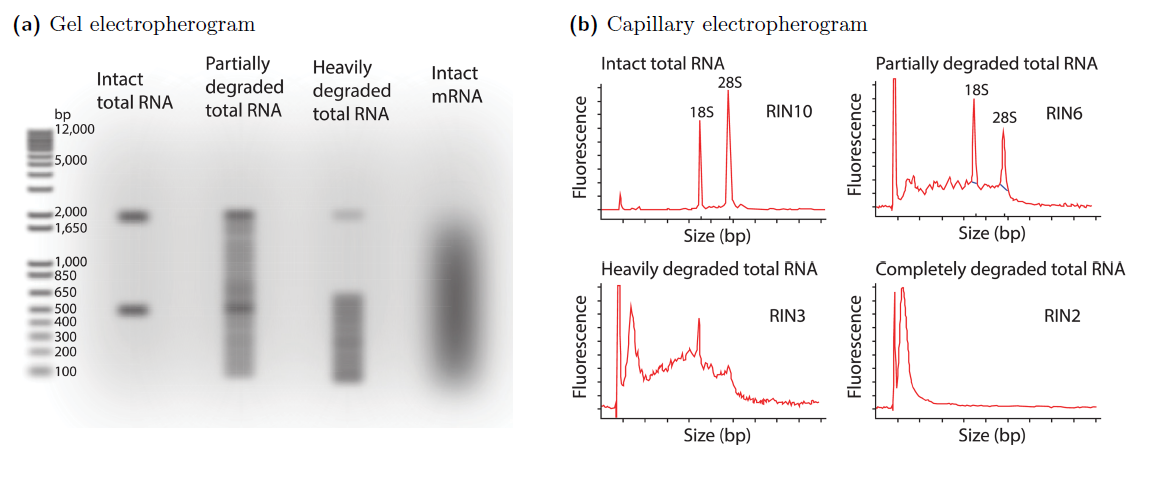 (a) Gel electropherogram
Intact
total RNA
Partially
degraded
total RNA
Heavily
degraded
total RNA
Intact
mRNA
bp
12,000
5,000
2,000
1,650
1,000
850
650
500
400
300
200
100
(b) Capillary electropherogram
Intact total RNA
Fluorescence
18S
28S
RIN10
Size (bp)
Partially degraded total RNA
Fluorescence
18S
28S
RIN6
Size (bp)
Heavily degraded total RNA
Fluorescence
RIN3
Size (bp)
Completely degraded total RNA
Fluorescence
RIN2
Size (bp)